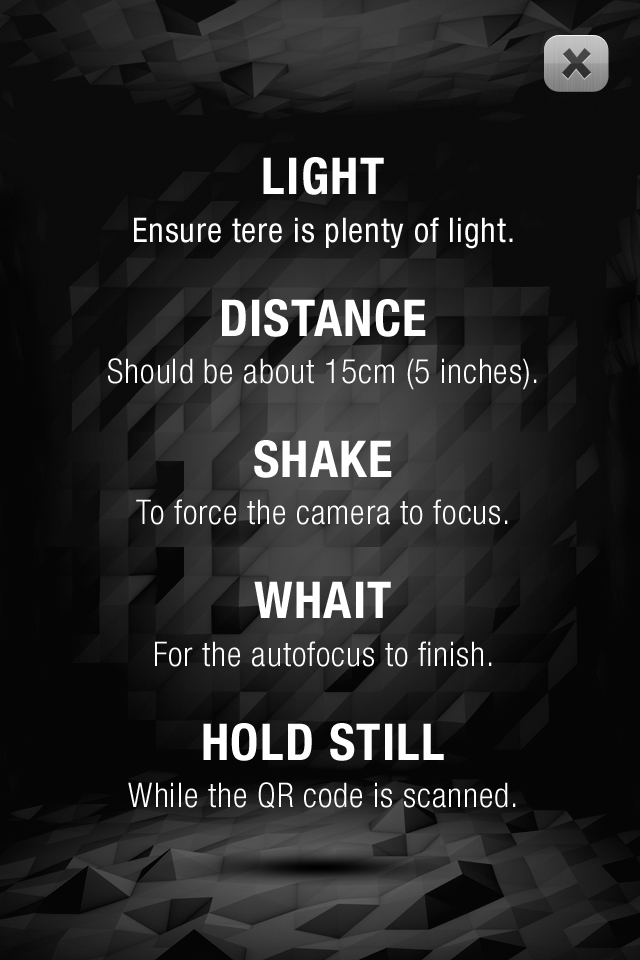 LIGHT
Ensure tere is plenty of light.
DISTANCE
Should be about 15cm (5 inches).
SHAKE
To force the camera to focus.
WHAIT
For the autofocus to finish.
HOLD STILL
While the QR code is scanned.